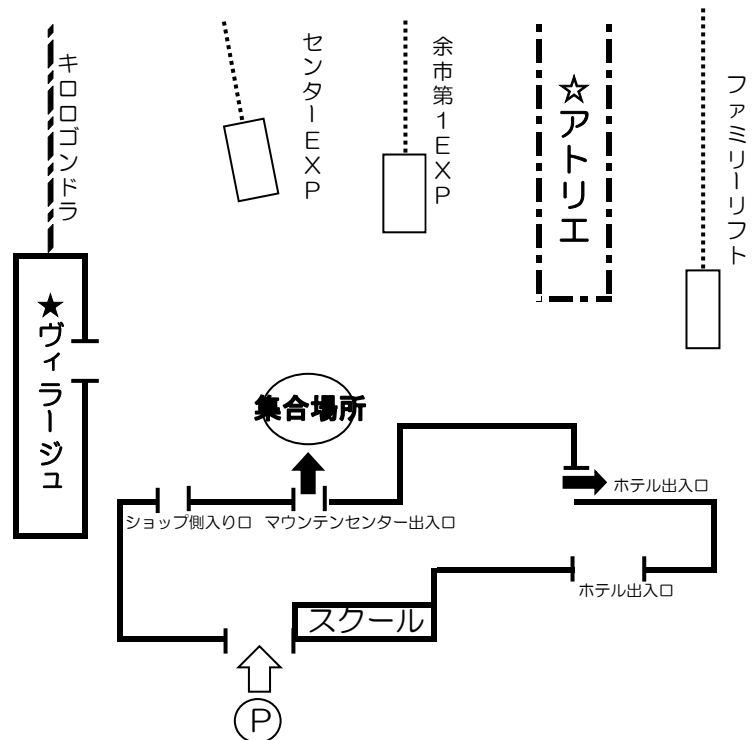 キロロゴンドラ
センターEXP
余市第1EXP
☆アトリエ
ファミリーリフト
★ヴィラージュ
集合場所
ホテル出入口
ショップ側入り口
マウンテンセンター出入口
ホテル出入口
スクール
P